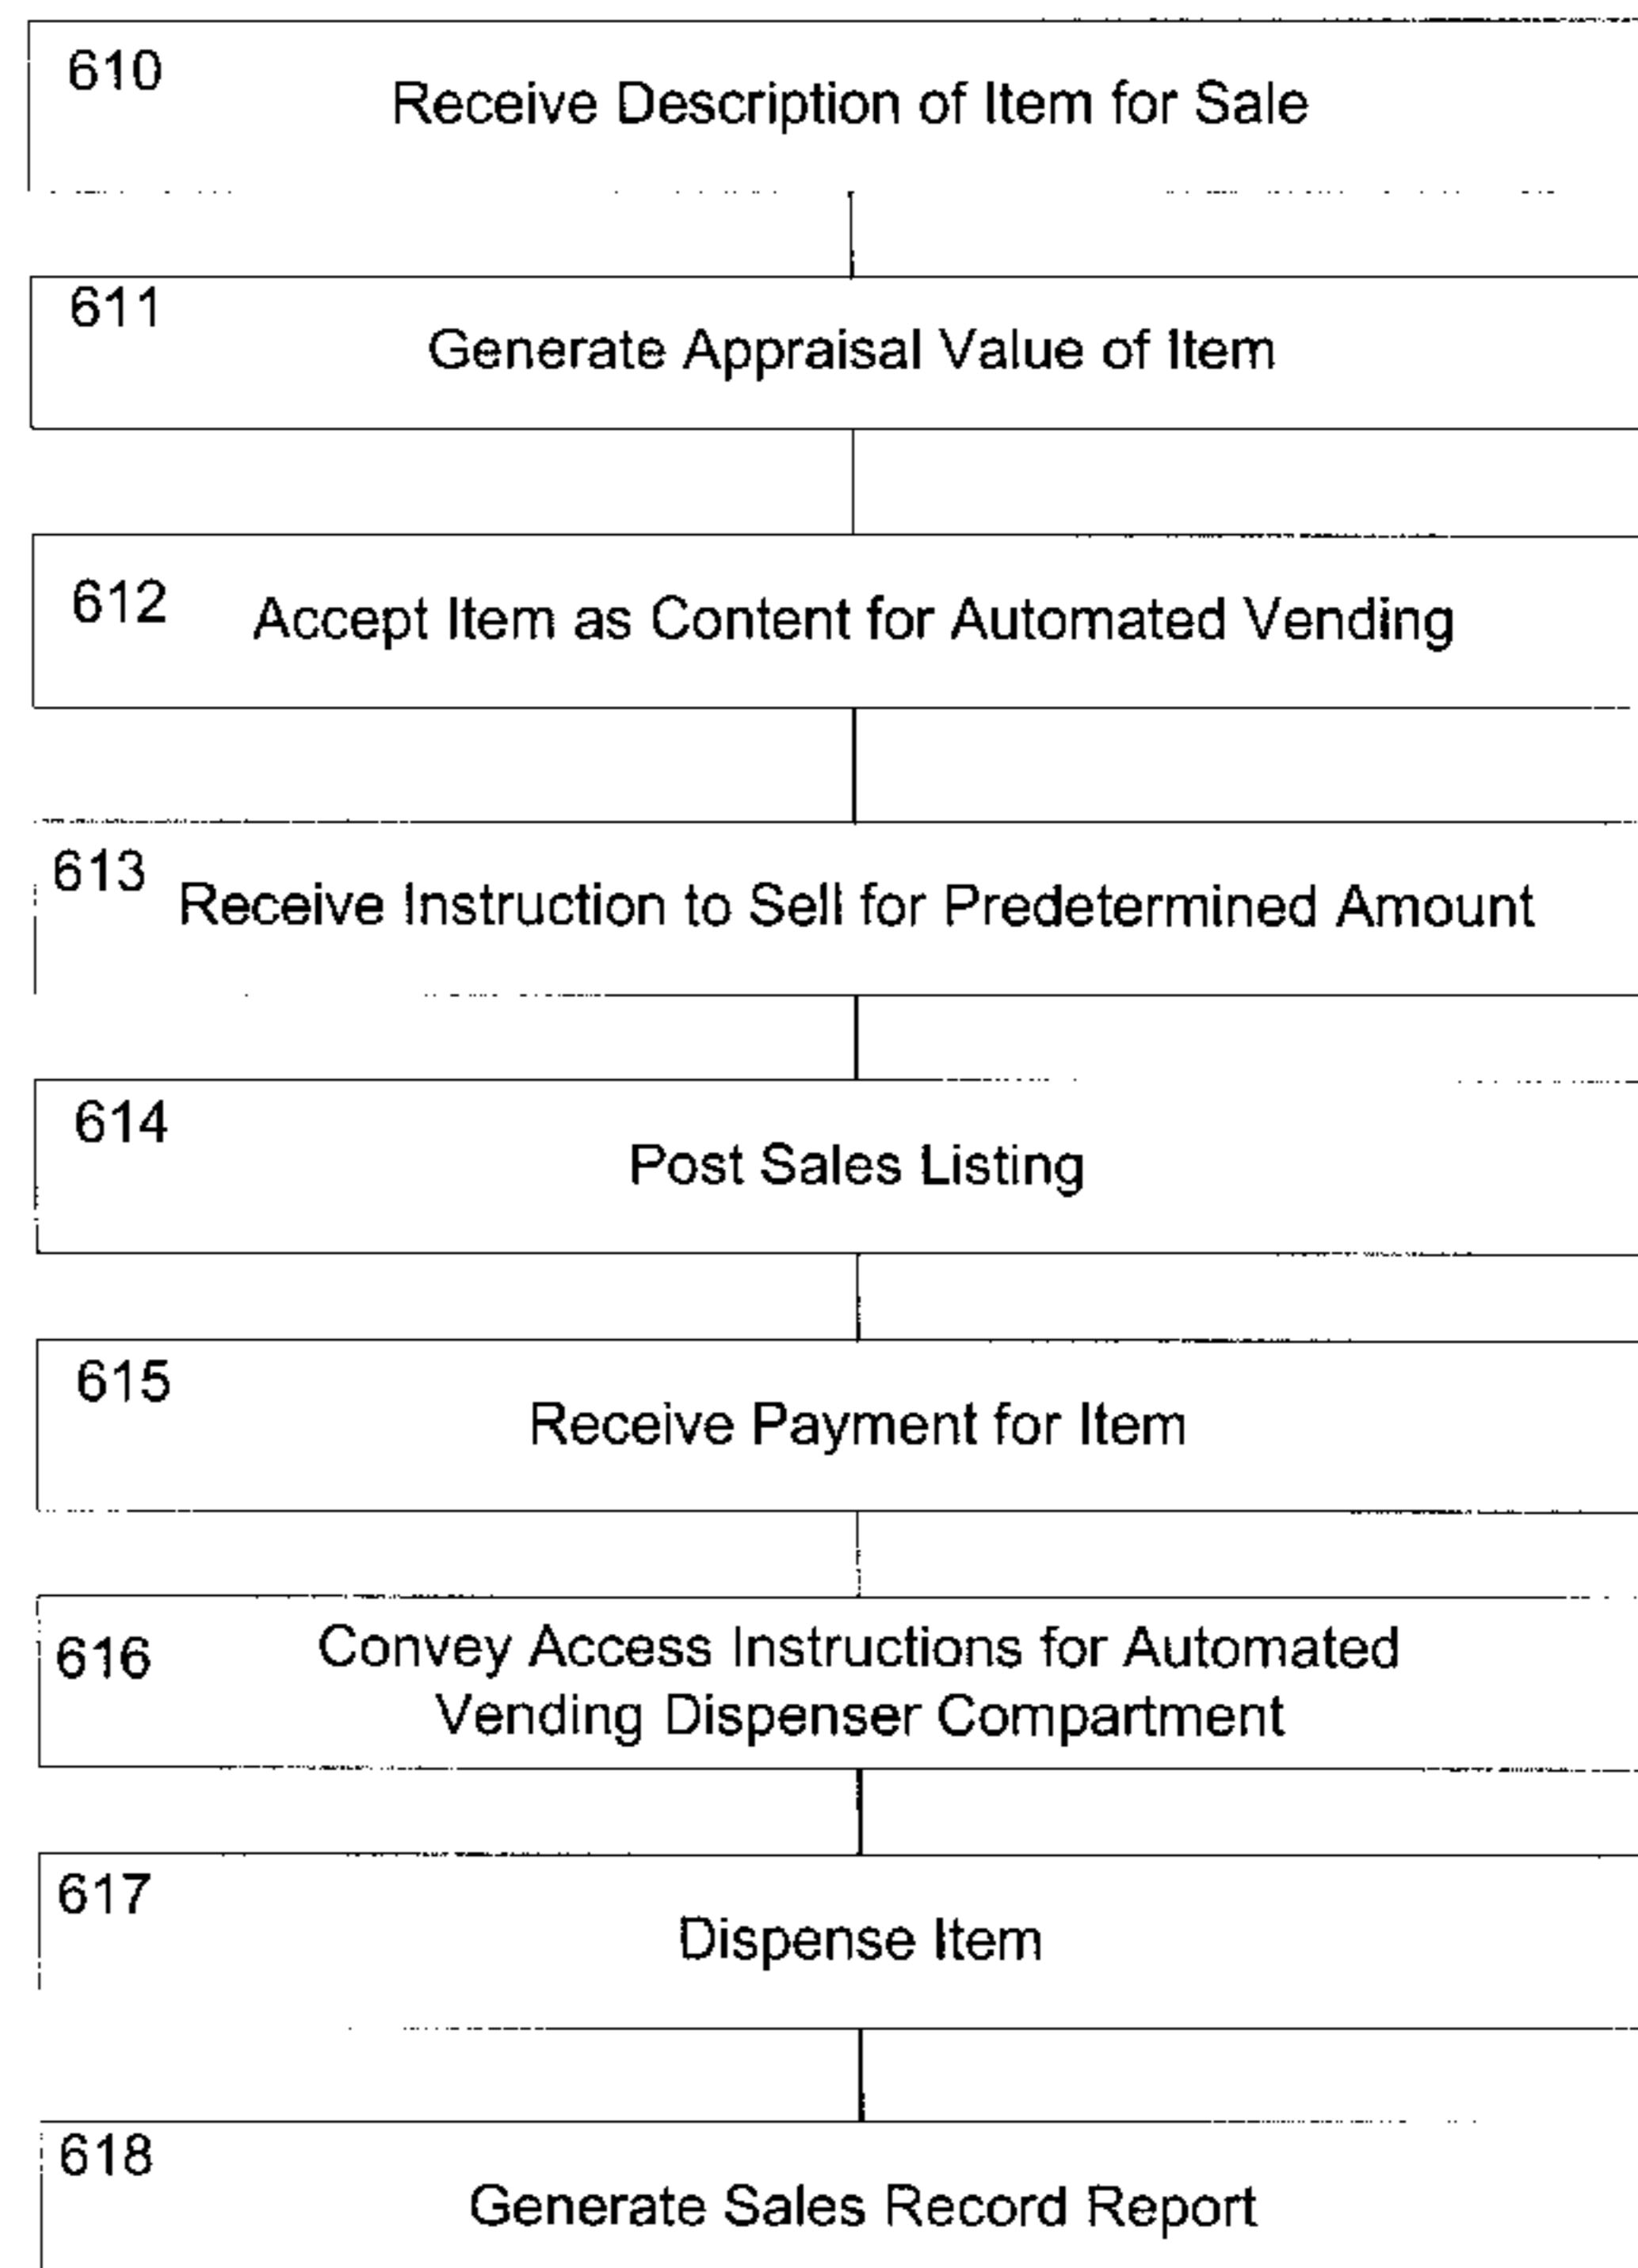 610
Receive Description of Item for Sale
611
Generate Appraisal Value of Item
612
Accept Item as Content for Automated Vending
613
Receive Instruction to Sell for Predetermined Amount
614
Post Sales Listing
615
Receive Payment for Item
616
Convey Access Instructions for Automated
Vending Dispenser Compartment
617
Dispense Item
618
Generate Sales Record Report